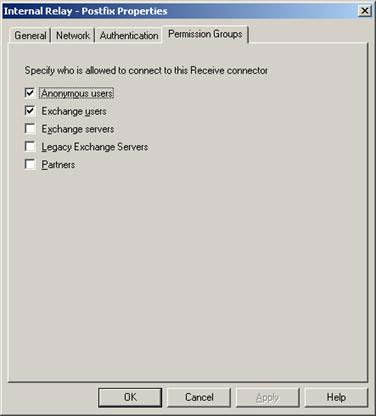 Internal Relay - Postfix Properties
General Network Authentication Permission Groups
Specify who is allowed to connect to this Receive connector
Anonymous users
Exchange users
Exchange servers
Legacy Exchange Servers
Partners
OK Cancel Apply Help